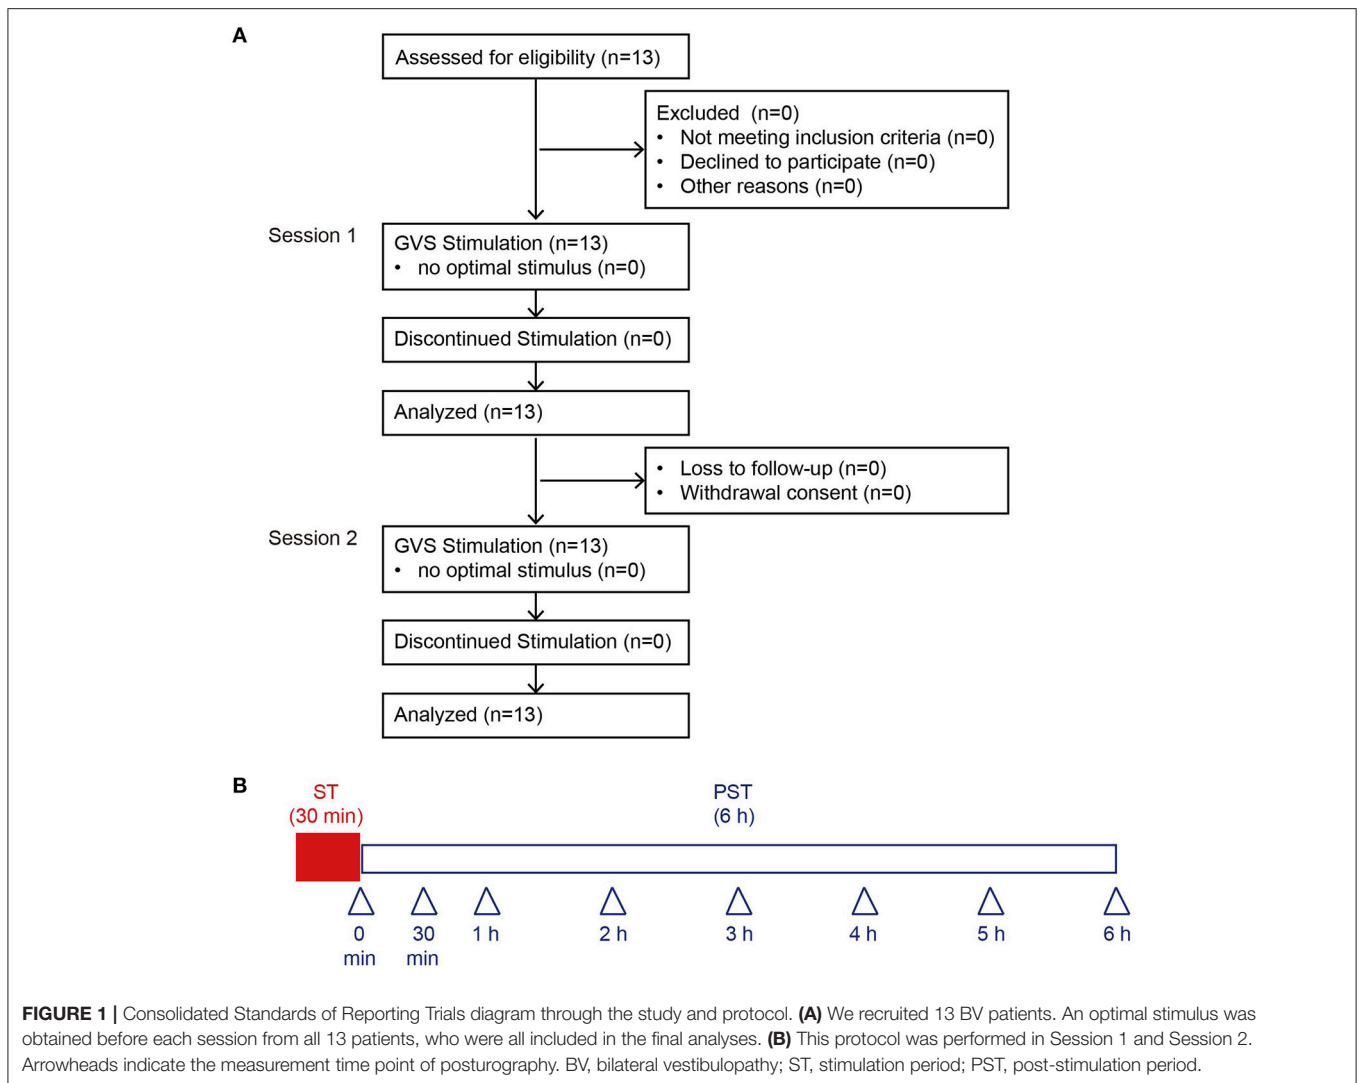 A
Assessed for eligibility (n=13)
Excluded (n=0)
• Not meeting inclusion criteria (n=0)
• Declined to participate (n=0)
• Other reasons (n=0)
Session 1
GVS Stimulation (n=13)
• no optimal stimulus (n=0)
Discontinued Stimulation (n=0)
Analyzed (n=13)
• Loss to follow-up (n=0)
• Withdrawal consent (n=0)
Session 2
GVS Stimulation (n=13)
• no optimal stimulus (n=0)
Discontinued Stimulation (n=0)
Analyzed (n=13)
B
ST
(30 min)
PST
(6 h)
0
min
30
min
1 h
2 h
3 h
4 h
5 h
6 h
FIGURE 1 | Consolidated Standards of Reporting Trials diagram through the study and protocol. (A) We recruited 13 BV patients. An optimal stimulus was
obtained before each session from all 13 patients, who were all included in the final analyses. (B) This protocol was performed in Session 1 and Session 2.
Arrowheads indicate the measurement time point of posturography. BV, bilateral vestibulopathy; ST, stimulation period; PST, post-stimulation period.